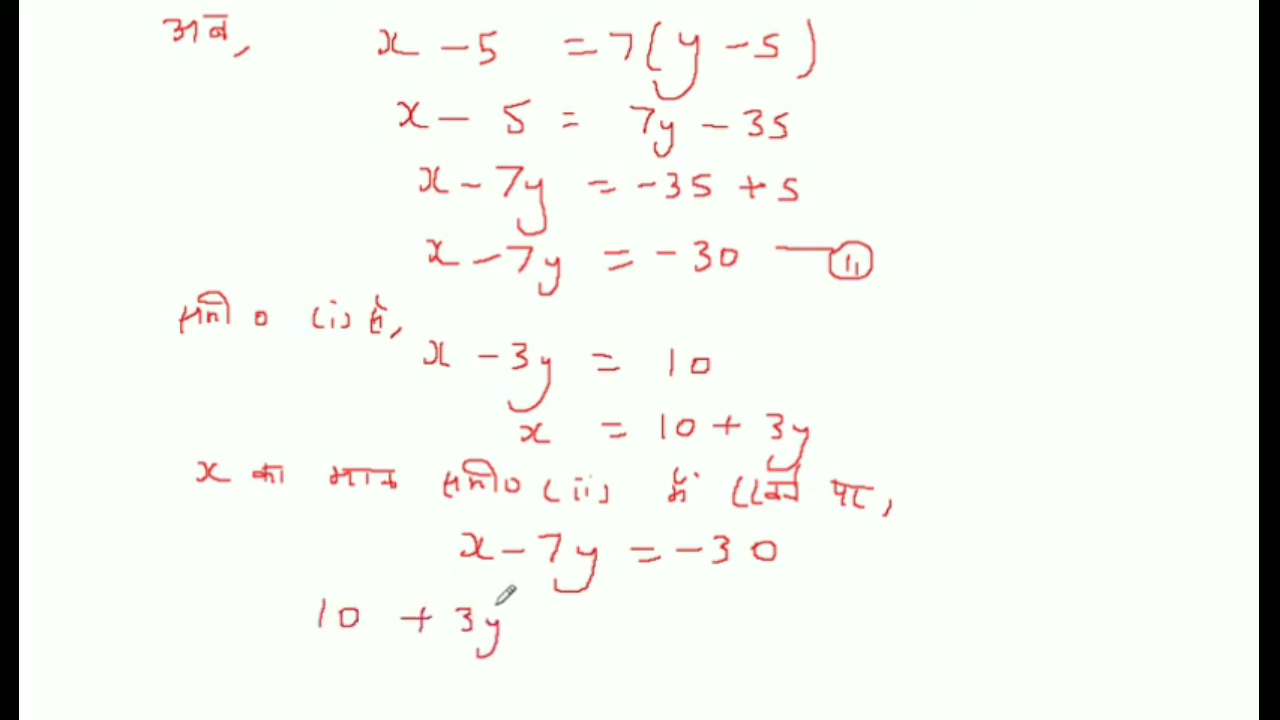 अब, x - 5 = 7(y - 5)
x - 5 = 7y - 35
x - 7y = -35 + 5
x - 7y = -30 — (ii)
समी० (i) से,
x - 3y = 10
x = 10 + 3y
x का मान समी० (ii) में रखने पर,
x - 7y = -30
10 + 3y